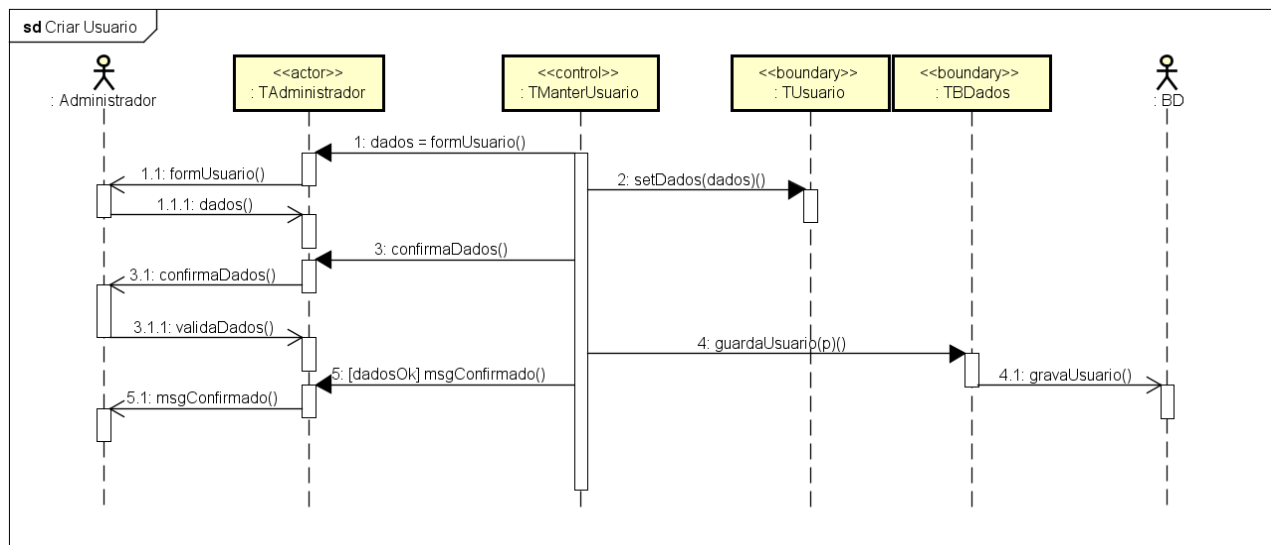 sd Criar Usuario
: Administrador
<<actor>>
: TAdministrador
<<control>>
: TManterUsuario
<<boundary>>
: TUsuario
<<boundary>>
: TBDados
: BD
1: dados = formUsuario()
1.1: formUsuario()
2: setDados(dados)()
1.1.1: dados()
3: confirmaDados()
3.1: confirmaDados()
3.1.1: validaDados()
4: guardaUsuario(p)()
5: [dadosOk] msgConfirmado()
4.1: gravaUsuario()
5.1: msgConfirmado()